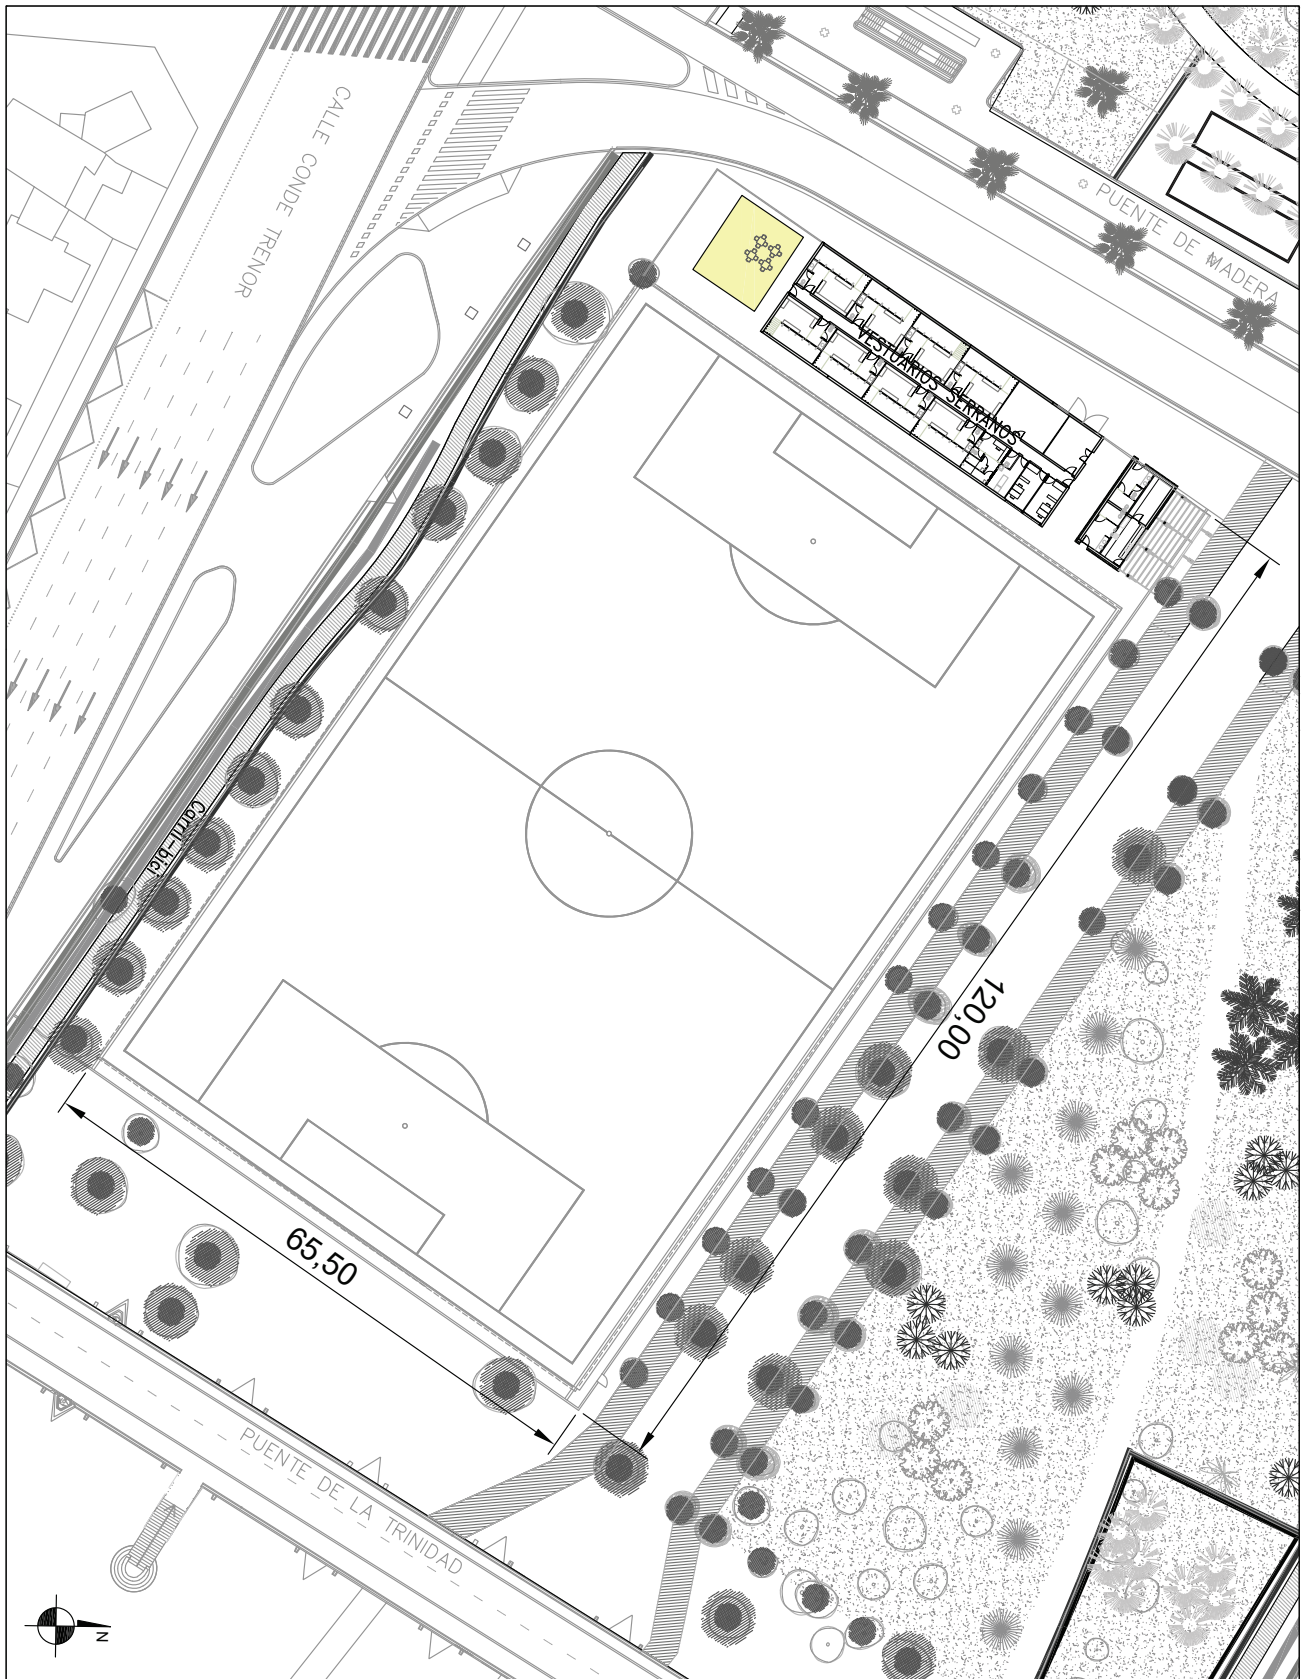 CALLE CONDE TRENOR
PUENTE DE MADERA
VESTUARIOS SERRANOS
Carril-bici
120,00
65,50
PUENTE DE LA TRINIDAD
N